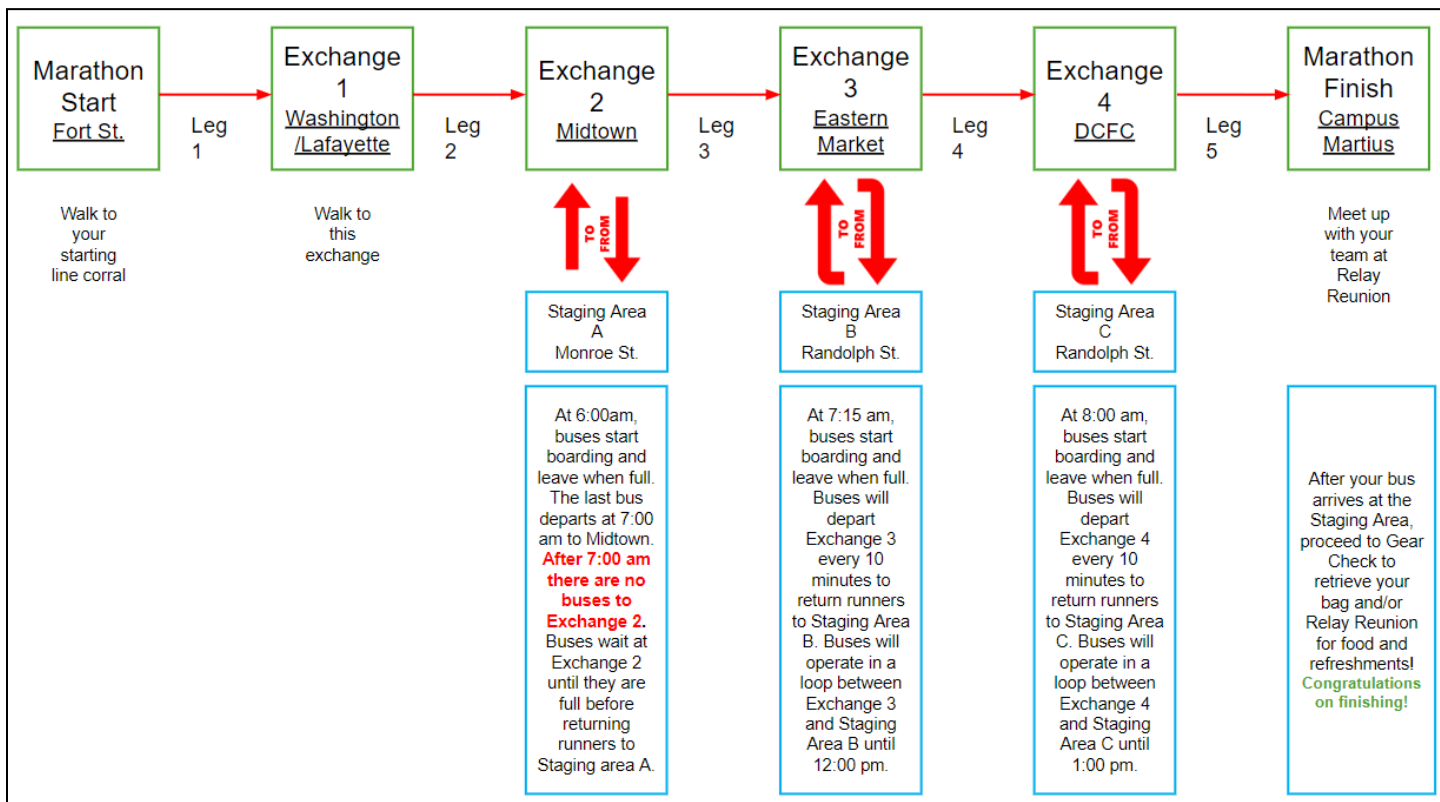 Marathon
Start
Fort St.
Leg
1
Exchange
1
Washington
/Lafayette
Leg
2
Exchange
2
Midtown
Leg
3
Exchange
3
Eastern
Market
Leg
4
Exchange
4
DCFC
Leg
5
Marathon
Finish
Campus
Martius
Walk to
your
starting
line corral
Walk to
this
exchange
TO
FROM
TO
FROM
TO
FROM
Meet up
with your
team at
Relay
Reunion
Staging Area
A
Monroe St.
Staging Area
B
Randolph St.
Staging Area
C
Randolph St.
At 6:00am,
buses start
boarding and
leave when full.
The last bus
departs at 7:00
am to Midtown.
After 7:00 am
there are no
buses to
Exchange 2.
Buses wait at
Exchange 2
until they are
full before
returning
runners to
Staging area A.
At 7:15 am,
buses start
boarding and
leave when full.
Buses will
depart
Exchange 3
every 10
minutes to
return runners
to Staging Area
B. Buses will
operate in a
loop between
Exchange 3
and Staging
Area B until
12:00 pm.
At 8:00 am,
buses start
boarding and
leave when full.
Buses will
depart
Exchange 4
every 10
minutes to
return runners
to Staging Area
C. Buses will
operate in a
loop between
Exchange 4
and Staging
Area C until
1:00 pm.
After your bus
arrives at the
Staging Area,
proceed to Gear
Check to
retrieve your
bag and/or
Relay Reunion
for food and
refreshments!
Congratulations
on finishing!